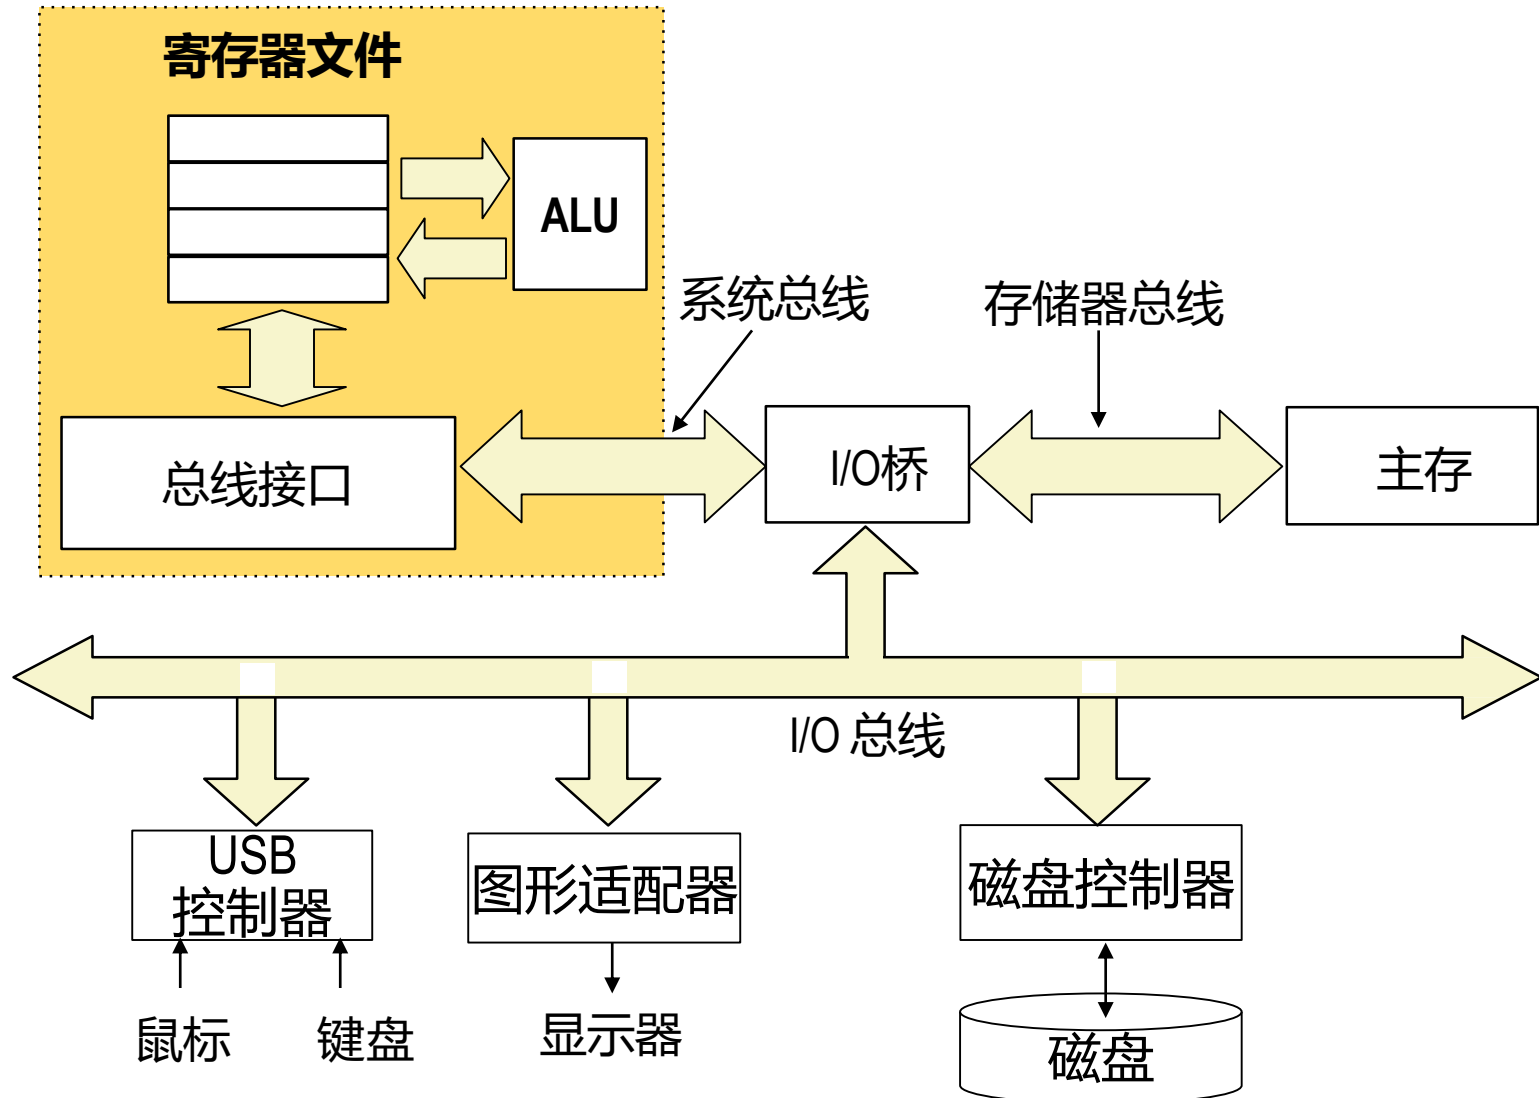 寄存器文件
ALU
系统总线
存储器总线
总线接口
I/O桥
主存
I/O 总线
USB
控制器
图形适配器
磁盘控制器
鼠标
键盘
显示器
磁盘